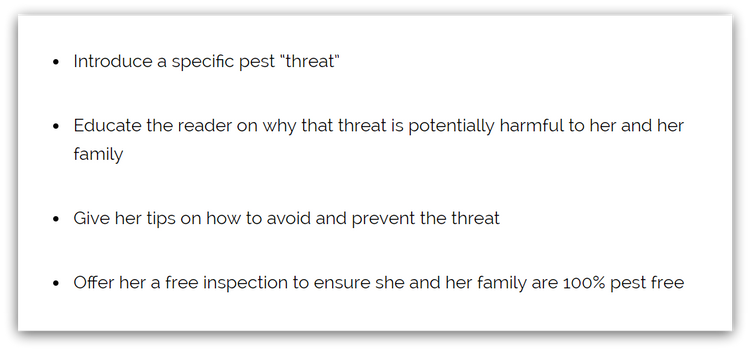 • Introduce a specific pest “threat”
• Educate the reader on why that threat is potentially harmful to her and her
family
• Give her tips on how to avoid and prevent the threat
• Offer her a free inspection to ensure she and her family are 100% pest free